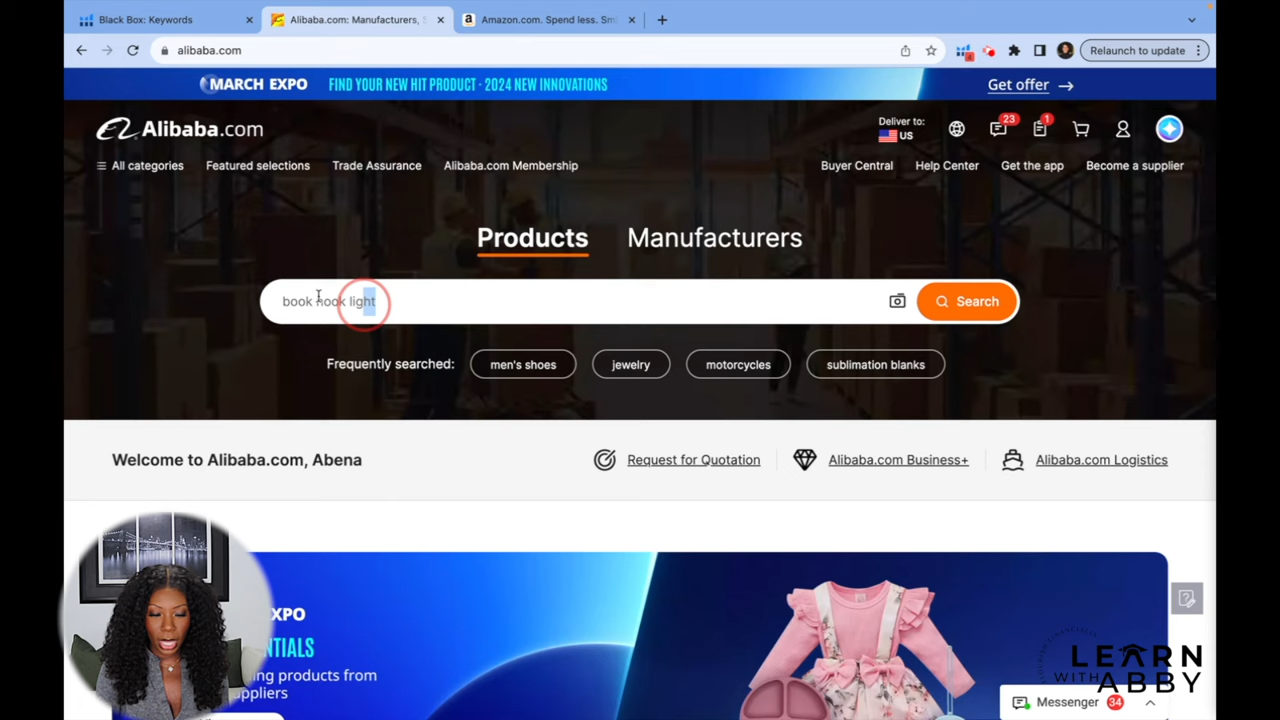 Black Box: Keywords
Alibaba.com: Manufacturers, S
Amazon.com. Spend less. Smi
alibaba.com
Relaunch to update
MARCH EXPO FIND YOUR NEW HIT PRODUCT · 2024 NEW INNOVATIONS Get offer
Alibaba.com
Deliver to:
US
23
1
All categories Featured selections Trade Assurance Alibaba.com Membership Buyer Central Help Center Get the app Become a supplier
Products Manufacturers
book nook light Search
Frequently searched: men's shoes jewelry motorcycles sublimation blanks
Welcome to Alibaba.com, Abena Request for Quotation Alibaba.com Business+ Alibaba.com Logistics
XPO
NTIALS
ing products from
uppliers
LEARN
WITH ABBY
Messenger 34